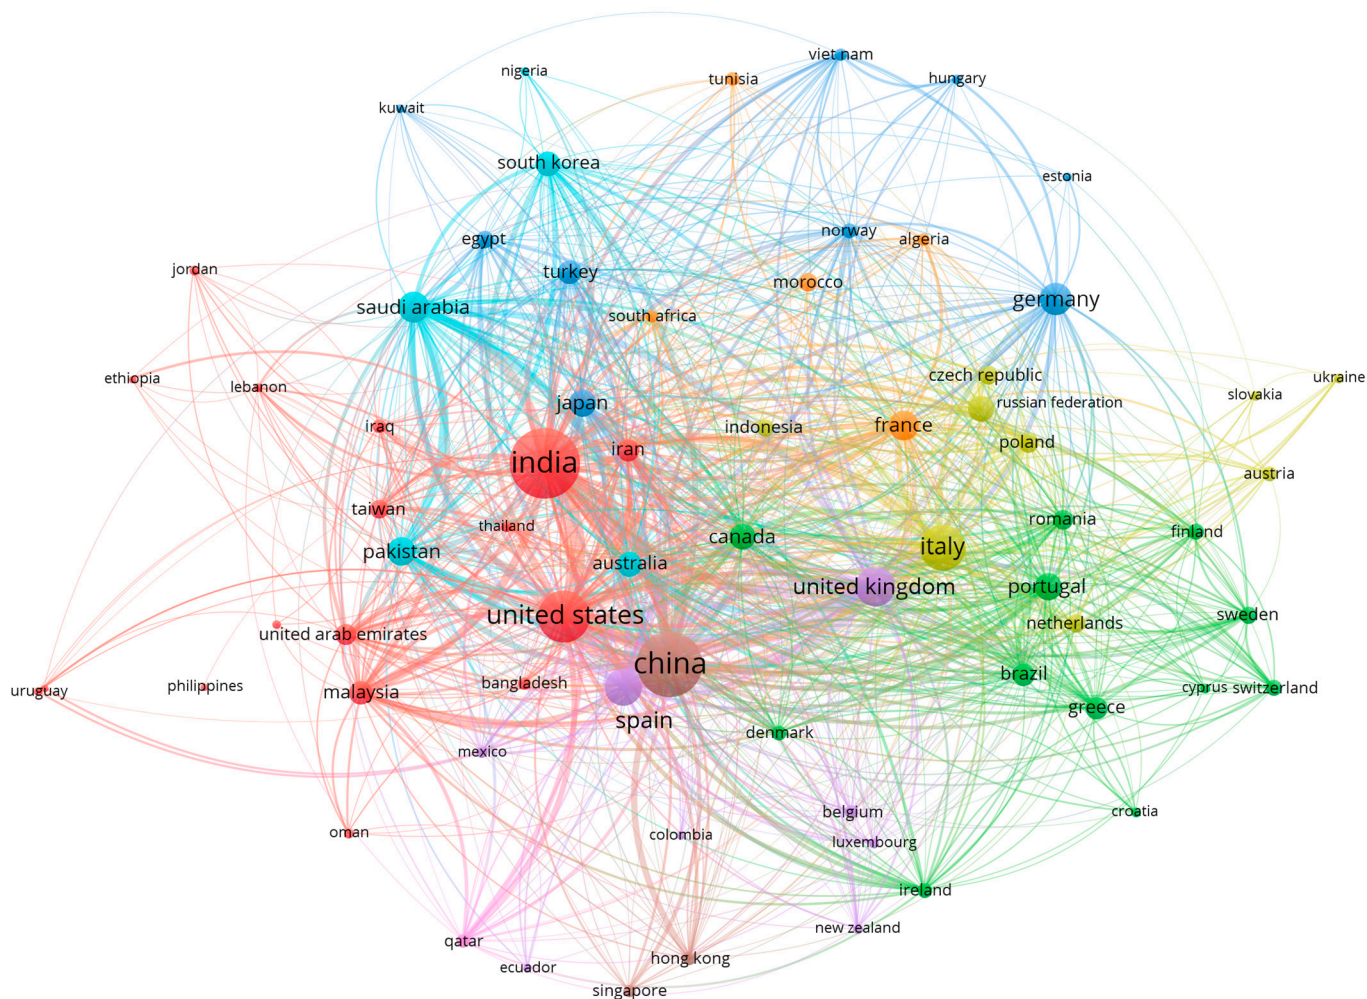 viet nam
nigeria
tunisia
hungary
kuwait
south korea
estonia
egypt
norway
algeria
jordan
turkey
morocco
saudi arabia
germany
south africa
ethiopia
lebanon
czech republic
ukraine
slovakia
japan
russian federation
iraq
indonesia
france
iran
poland
india
austria
taiwan
thailand
romania
finland
canada
pakistan
italy
australia
united kingdom
portugal
united states
sweden
netherlands
united arab emirates
china
brazil
uruguay
philippines
malaysia
bangladesh
cyprus
switzerland
greece
spain
denmark
mexico
croatia
belgium
oman
colombia
luxembourg
ireland
new zealand
qatar
hong kong
ecuador
singapore